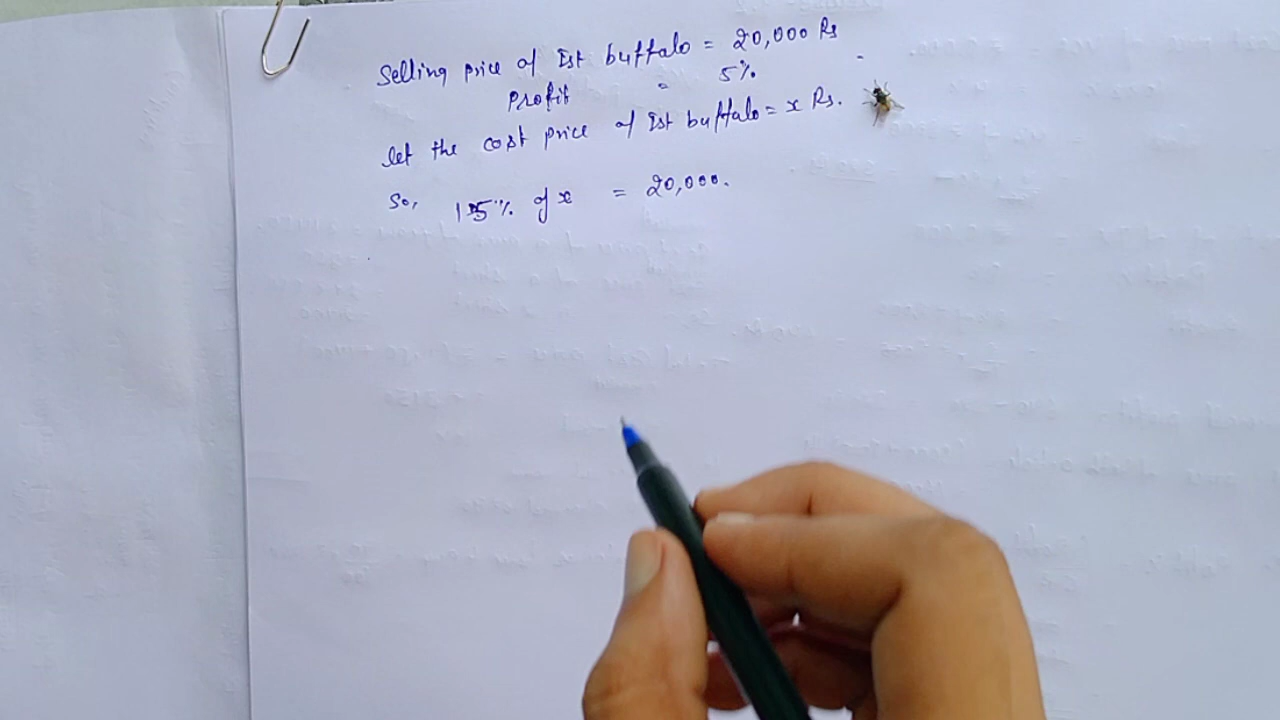 Selling price of Ist buffalo = 20,000 Rs
Profit = 5%
let the cost price of Ist buffalo = x Rs.
So, 105% of x = 20,000.